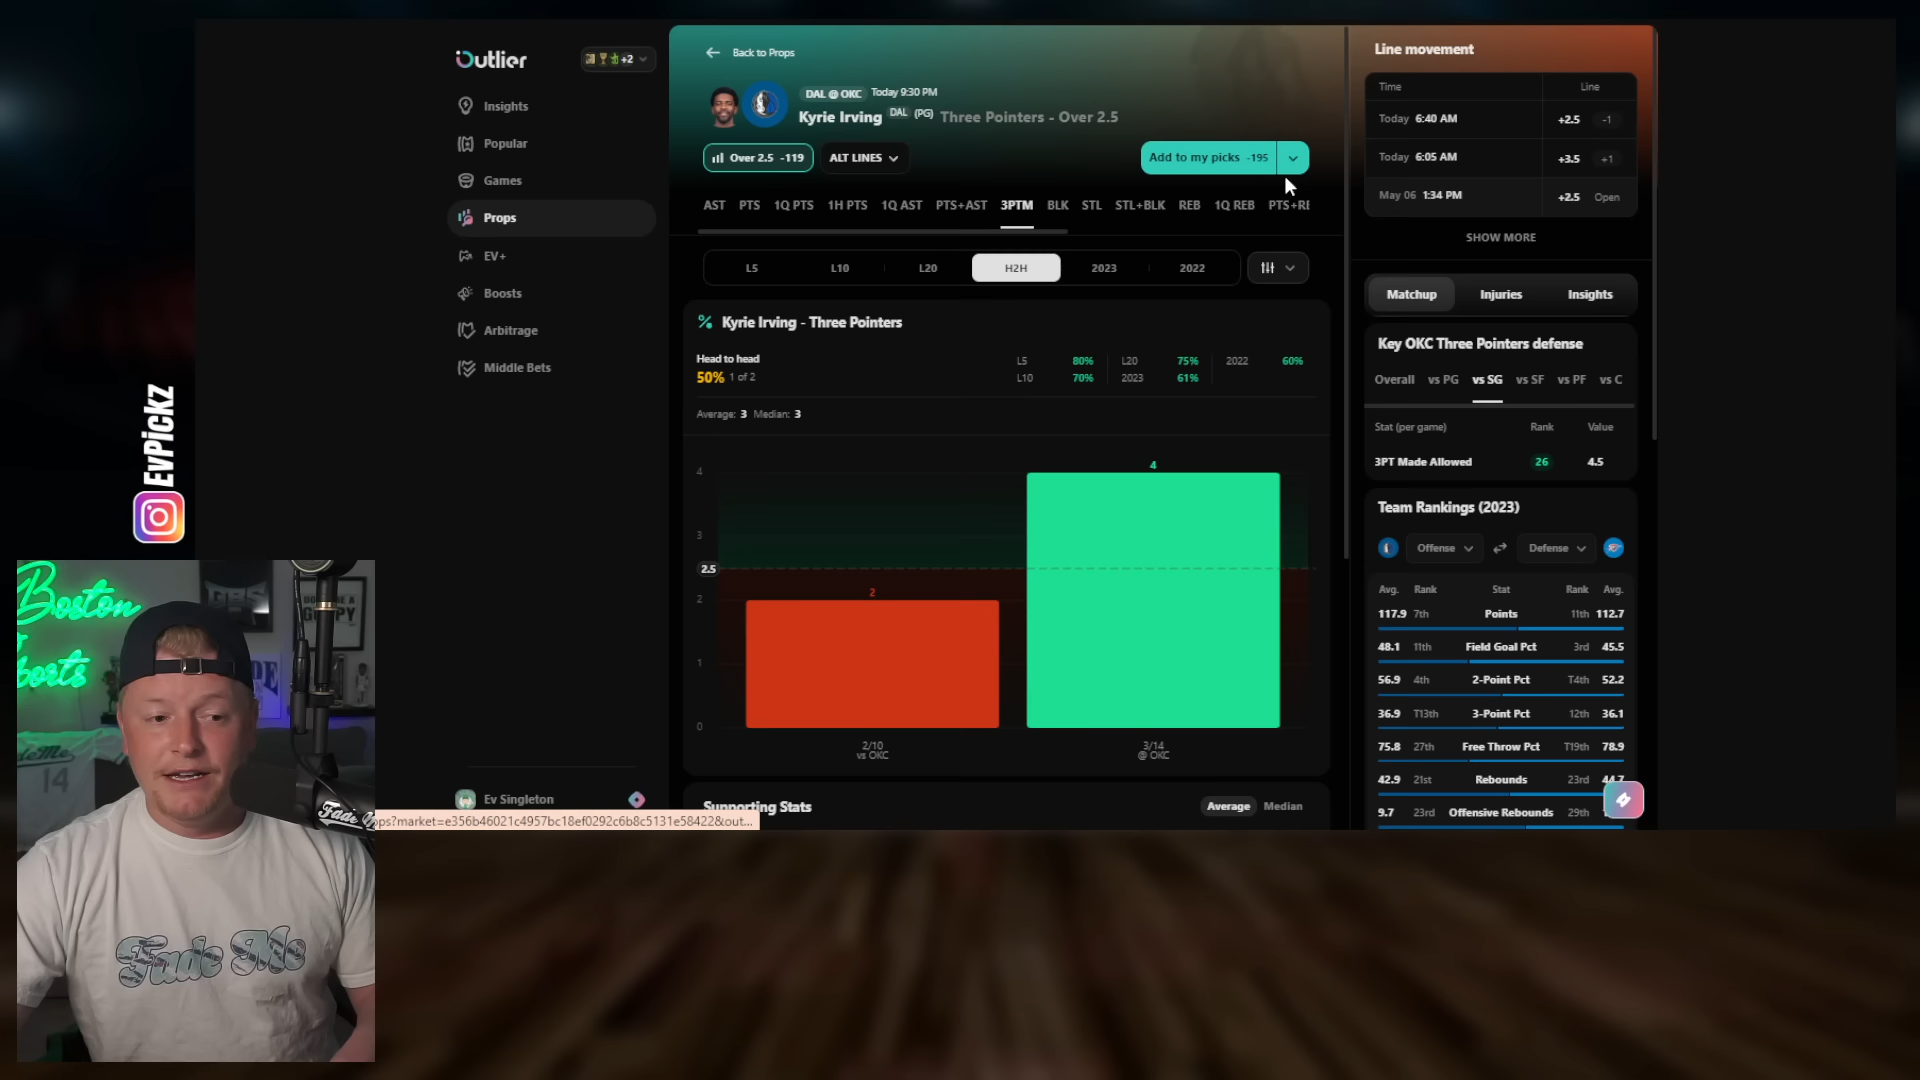 Outlier
+2
Insights
Popular
Games
Props
EV+
Boosts
Arbitrage
Middle Bets
Ev Singleton
Back to Props
DAL @ OKC Today 9:30 PM
Kyrie Irving DAL (PG) Three Pointers - Over 2.5
Over 2.5 -119
ALT LINES
Add to my picks -195
AST PTS 1Q PTS 1H PTS 1Q AST PTS+AST 3PTM BLK STL STL+BLK REB 1Q REB PTS+RE
L5 L10 L20 H2H 2023 2022
Kyrie Irving - Three Pointers
Head to head
50% 1 of 2
L5 80% L20 75% 2022 60%
L10 70% 2023 61%
Average: 3 Median: 3
4
3
2.5
2
1
0
2
4
2/10
vs OKC
3/14
@ OKC
Supporting Stats
Average Median
ps?market=e356b46021c4957bc18ef0292c6b8c5131e58422&out...
Line movement
Time Line
Today 6:40 AM +2.5 -1
Today 6:05 AM +3.5 +1
May 06 1:34 PM +2.5 Open
SHOW MORE
Matchup Injuries Insights
Key OKC Three Pointers defense
Overall vs PG vs SG vs SF vs PF vs C
Stat (per game) Rank Value
3PT Made Allowed 26 4.5
Team Rankings (2023)
Offense Defense
Avg. Rank Stat Rank Avg.
117.9 7th Points 11th 112.7
48.1 11th Field Goal Pct 3rd 45.5
56.9 4th 2-Point Pct T4th 52.2
36.9 T13th 3-Point Pct 12th 36.1
75.8 27th Free Throw Pct T19th 78.9
42.9 21st Rebounds 23rd 44.7
9.7 23rd Offensive Rebounds 29th
EvPickz
Boston
14
Fade Me